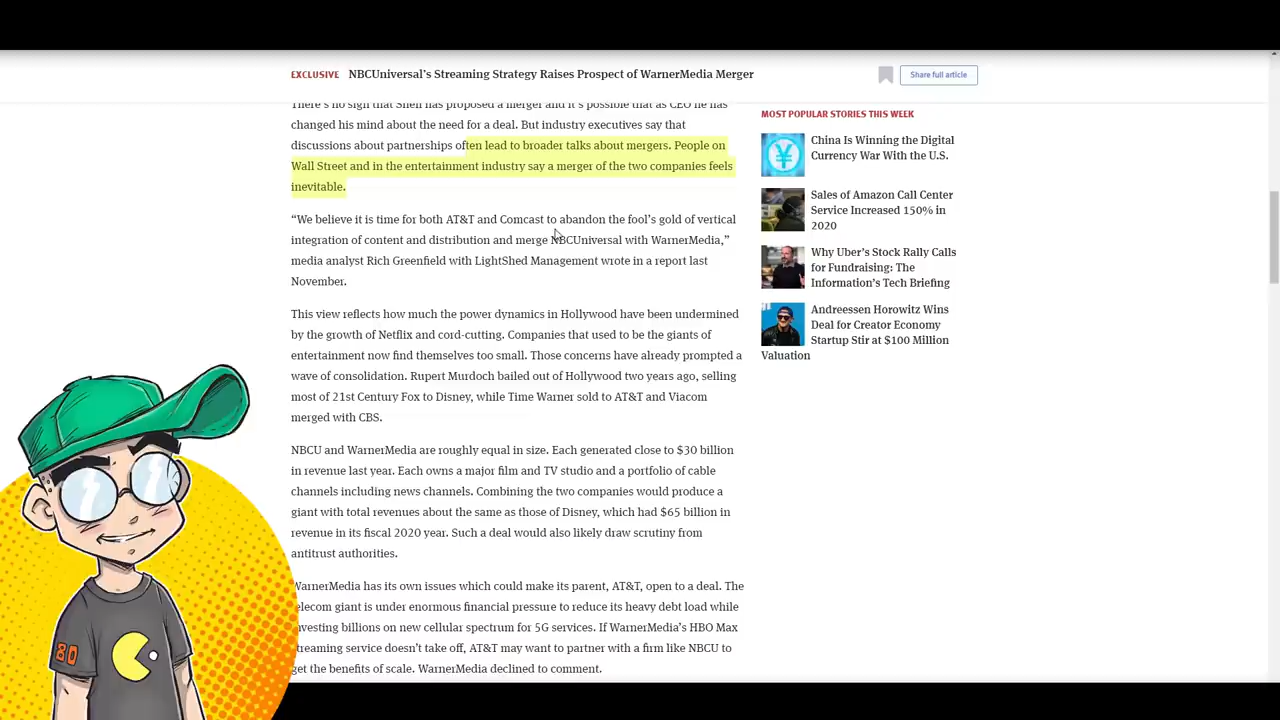 EXCLUSIVE NBCUniversal's Streaming Strategy Raises Prospect of WarnerMedia Merger
Share full article
There's no sign that Shell has proposed a merger and it's possible that as CEO he has
changed his mind about the need for a deal. But industry executives say that
discussions about partnerships often lead to broader talks about mergers. People on
Wall Street and in the entertainment industry say a merger of the two companies feels
inevitable.
“We believe it is time for both AT&T and Comcast to abandon the fool's gold of vertical
integration of content and distribution and merge NBCUniversal with WarnerMedia,”
media analyst Rich Greenfield with LightShed Management wrote in a report last
November.
This view reflects how much the power dynamics in Hollywood have been undermined
by the growth of Netflix and cord-cutting. Companies that used to be the giants of
entertainment now find themselves too small. Those concerns have already prompted a
wave of consolidation. Rupert Murdoch bailed out of Hollywood two years ago, selling
most of 21st Century Fox to Disney, while Time Warner sold to AT&T and Viacom
merged with CBS.
NBCU and WarnerMedia are roughly equal in size. Each generated close to $30 billion
in revenue last year. Each owns a major film and TV studio and a portfolio of cable
channels including news channels. Combining the two companies would produce a
giant with total revenues about the same as those of Disney, which had $65 billion in
revenue in its fiscal 2020 year. Such a deal would also likely draw scrutiny from
antitrust authorities.
WarnerMedia has its own issues which could make its parent, AT&T, open to a deal. The
telecom giant is under enormous financial pressure to reduce its heavy debt load while
investing billions on new cellular spectrum for 5G services. If WarnerMedia's HBO Max
streaming service doesn't take off, AT&T may want to partner with a firm like NBCU to
get the benefits of scale. WarnerMedia declined to comment.
MOST POPULAR STORIES THIS WEEK
China Is Winning the Digital
Currency War With the U.S.
Sales of Amazon Call Center
Service Increased 150% in
2020
Why Uber's Stock Rally Calls
for Fundraising: The
Information's Tech Briefing
Andreessen Horowitz Wins
Deal for Creator Economy
Startup Stir at $100 Million
Valuation
80